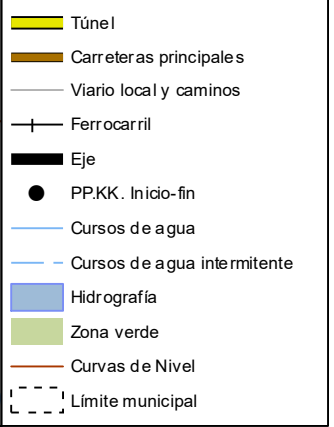 Túnel
Carreteras principales
Viario local y caminos
Ferrocarril
Eje
PP.KK. Inicio-fin
Cursos de agua
Cursos de agua intermitente
Hidrografía
Zona verde
Curvas de Nivel
Límite municipal